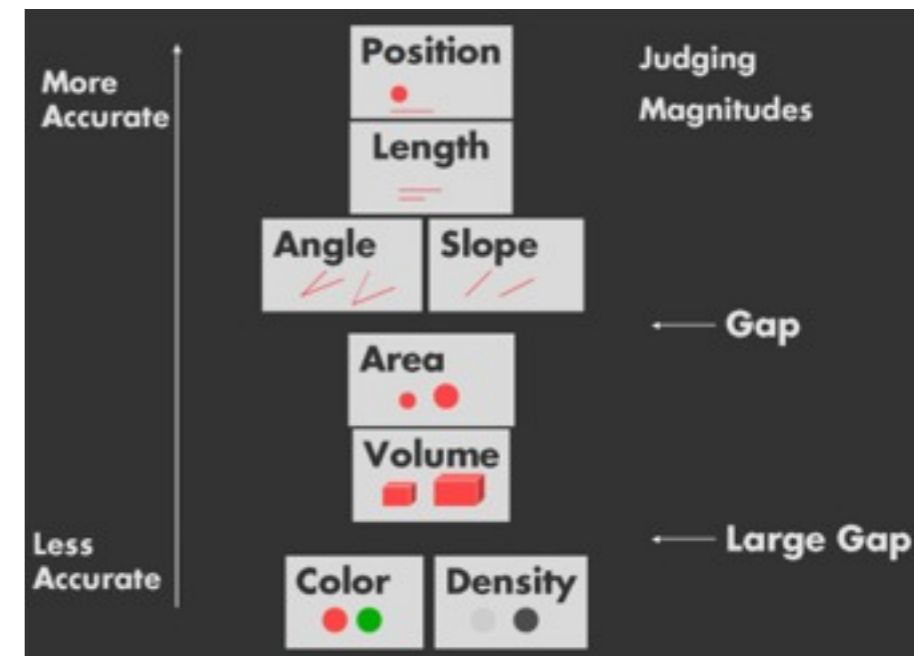 Position
Judging
Magnitudes
More
Accurate
Length
Angle
Slope
Gap
Area
Volume
Large Gap
Less
Accurate
Color
Density